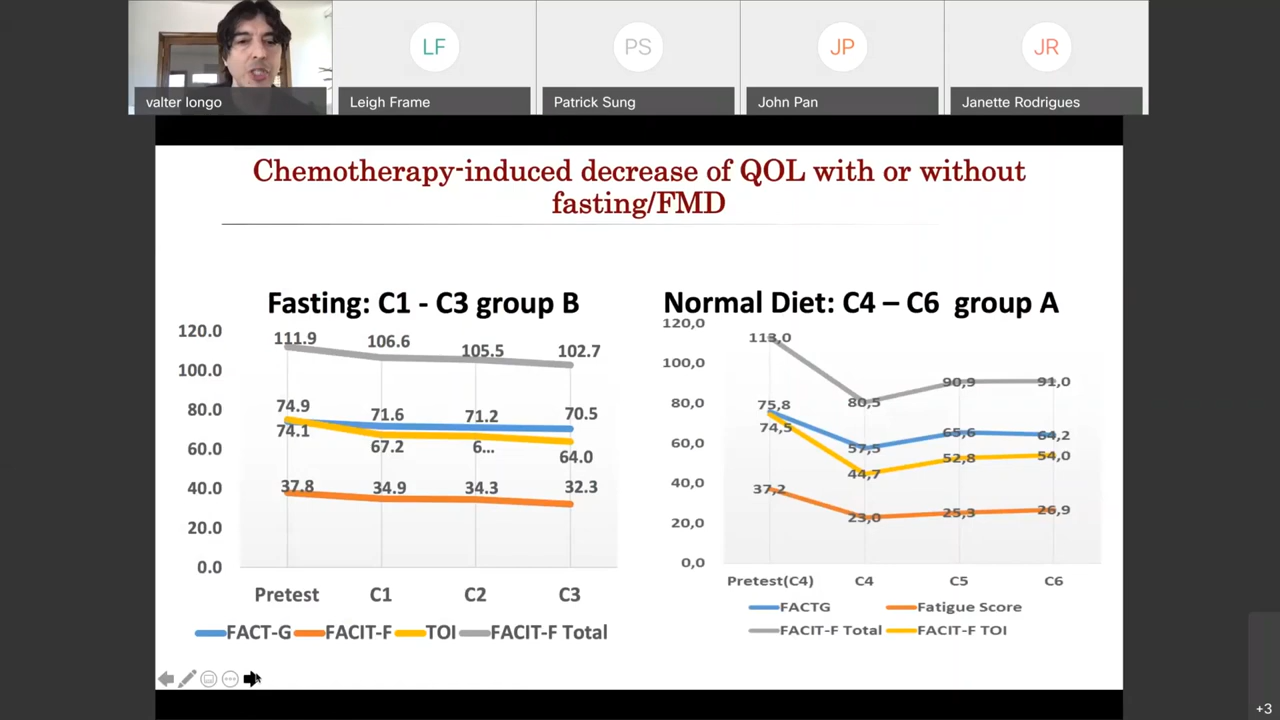 LF
PS
JP
JR
valter longo
Leigh Frame
Patrick Sung
John Pan
Janette Rodrigues
Chemotherapy-induced decrease of QOL with or without
fasting/FMD
Fasting: C1 - C3 group B
120.0
100.0
80.0
60.0
40.0
20.0
0.0
111.9
106.6
105.5
102.7
74.9
74.1
71.6
71.2
70.5
67.2
6...
64.0
37.8
34.9
34.3
32.3
Pretest
C1
C2
C3
FACT-G
FACIT-F
TOI
FACIT-F Total
Normal Diet: C4 – C6 group A
120,0
100,0
80,0
60,0
40,0
20,0
0,0
113,0
80,5
90,9
91,0
75,8
74,5
57,5
65,6
64,2
44,7
52,8
54,0
37,2
23,0
25,3
26,9
Pretest(C4)
C4
C5
C6
FACTG
Fatigue Score
FACIT-F Total
FACIT-F TOI
+3